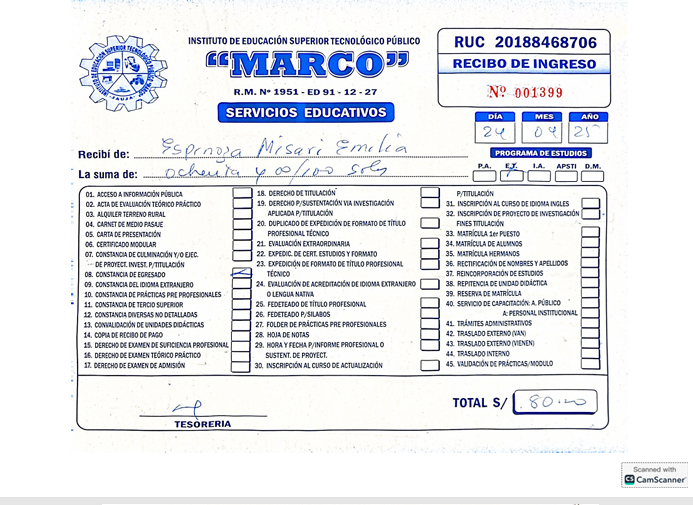 INSTITUTO DE EDUCACIÓN SUPERIOR TECNOLÓGICO PÚBLICO
"MARCO"
R.M. Nº 1951 - ED 91 - 12 - 27
SERVICIOS EDUCATIVOS
RUC 20188468706
RECIBO DE INGRESO
Nº 001399
DÍA MES AÑO
24 04 25
PROGRAMA DE ESTUDIOS
P.A. E.T. I.A. APSTI D.M.
Recibí de: Espinoza Misari Emilia
La suma de: ochenta y 00/100 soles
01. ACCESO A INFORMACIÓN PÚBLICA
02. ACTA DE EVALUACIÓN TEÓRICO PRÁCTICO
03. ALQUILER TERRENO RURAL
04. CARNET DE MEDIO PASAJE
05. CARTA DE PRESENTACIÓN
06. CERTIFICADO MODULAR
07. CONSTANCIA DE CULMINACIÓN Y/O EJEC.
DE PROYECT. INVEST. P/TITULACIÓN
08. CONSTANCIA DE EGRESADO
09. CONSTANCIA DEL IDIOMA EXTRANJERO
10. CONSTANCIA DE PRÁCTICAS PRE PROFESIONALES
11. CONSTANCIA DE TERCIO SUPERIOR
12. CONSTANCIA DIVERSAS NO DETALLADAS
13. CONVALIDACIÓN DE UNIDADES DIDÁCTICAS
14. COPIA DE RECIBO DE PAGO
15. DERECHO DE EXAMEN DE SUFICIENCIA PROFESIONAL
16. DERECHO DE EXAMEN TEÓRICO PRÁCTICO
17. DERECHO DE EXAMEN DE ADMISIÓN
18. DERECHO DE TITULACIÓN
19. DERECHO P/SUSTENTACIÓN VIA INVESTIGACIÓN
APLICADA P/TITULACIÓN
20. DUPLICADO DE EXPEDICIÓN DE FORMATO DE TÍTULO
PROFESIONAL TÉCNICO
21. EVALUACIÓN EXTRAORDINARIA
22. EXPEDIC. DE CERT. ESTUDIOS Y FORMATO
23. EXPEDICIÓN DE FORMATO DE TÍTULO PROFESIONAL
TÉCNICO
24. EVALUACIÓN DE ACREDITACIÓN DE IDIOMA EXTRANJERO
O LENGUA NATIVA
25. FEDETEADO DE TÍTULO PROFESIONAL
26. FEDETEADO P/SILABOS
27. FOLDER DE PRÁCTICAS PRE PROFESIONALES
28. HOJA DE NOTAS
29. HORA Y FECHA P/INFORME PROFESIONAL O
SUSTENT. DE PROYECT.
30. INSCRIPCIÓN AL CURSO DE ACTUALIZACIÓN
P/TITULACIÓN
31. INSCRIPCIÓN AL CURSO DE IDIOMA INGLES
32. INSCRIPCIÓN DE PROYECTO DE INVESTIGACIÓN
FINES TITULACIÓN
33. MATRÍCULA 1er PUESTO
34. MATRÍCULA DE ALUMNOS
35. MATRÍCULA HERMANOS
36. RECTIFICACIÓN DE NOMBRES Y APELLIDOS
37. REINCORPORACIÓN DE ESTUDIOS
38. REPITENCIA DE UNIDAD DIDÁCTICA
39. RESERVA DE MATRÍCULA
40. SERVICIO DE CAPACITACIÓN: A. PÚBLICO
A: PERSONAL INSTITUCIONAL
41. TRÁMITES ADMINISTRATIVOS
42. TRASLADO EXTERNO (VAN)
43. TRASLADO EXTERNO (VIENEN)
44. TRASLADO INTERNO
45. VALIDACIÓN DE PRÁCTICAS/MODULO
TESORERIA
TOTAL S/ 80.00
Scanned with
CS CamScanner